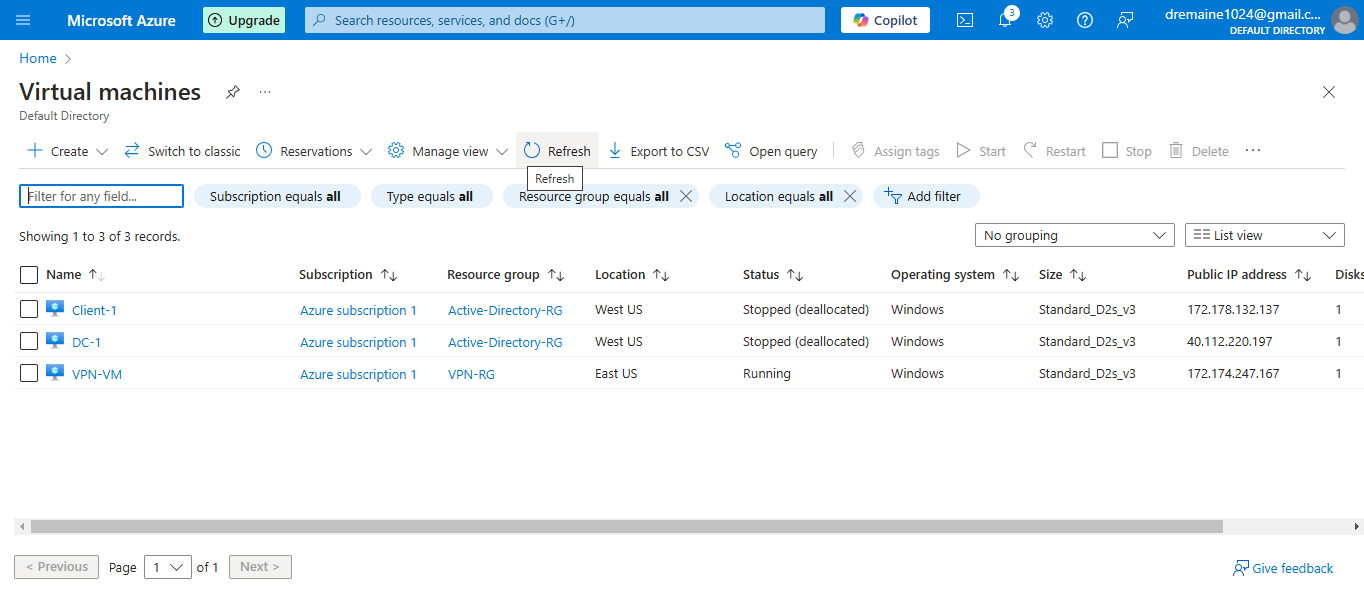 Microsoft Azure Upgrade Search resources, services, and docs (G+/) Copilot 3 dremaine1024@gmail.c...
DEFAULT DIRECTORY
Home
Virtual machines ...
Default Directory
Create Switch to classic Reservations Manage view Refresh Export to CSV Open query Assign tags Start Restart Stop Delete ...
Refresh
Filter for any field... Subscription equals all Type equals all Resource group equals all Location equals all Add filter
Showing 1 to 3 of 3 records. No grouping List view
Name Subscription Resource group Location Status Operating system Size Public IP address Disks
Client-1 Azure subscription 1 Active-Directory-RG West US Stopped (deallocated) Windows Standard_D2s_v3 172.178.132.137 1
DC-1 Azure subscription 1 Active-Directory-RG West US Stopped (deallocated) Windows Standard_D2s_v3 40.112.220.197 1
VPN-VM Azure subscription 1 VPN-RG East US Running Windows Standard_D2s_v3 172.174.247.167 1
< Previous Page 1 of 1 Next > Give feedback